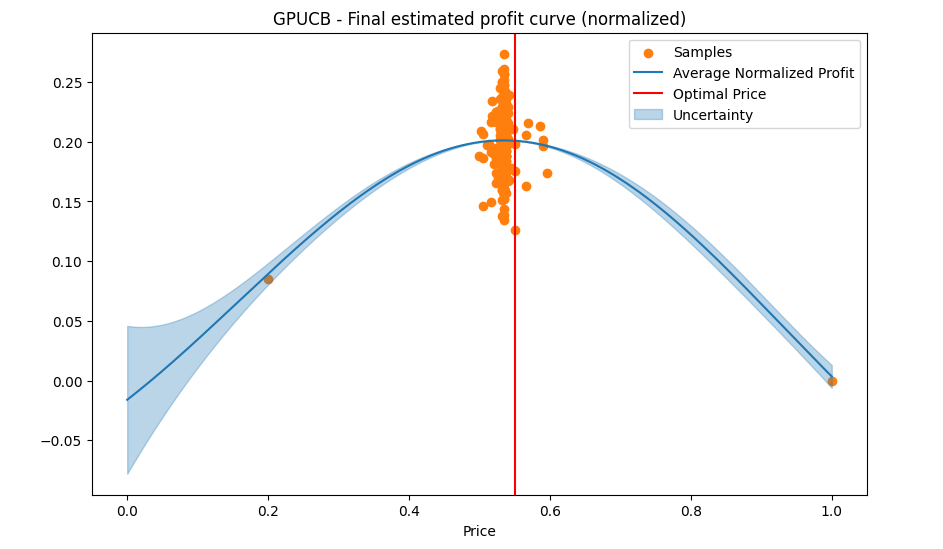 GPUCB - Final estimated profit curve (normalized)
Samples
Average Normalized Profit
Optimal Price
Uncertainty
0.25
0.20
0.15
0.10
0.05
0.00
−0.05
0.0 0.2 0.4 0.6 0.8 1.0
Price